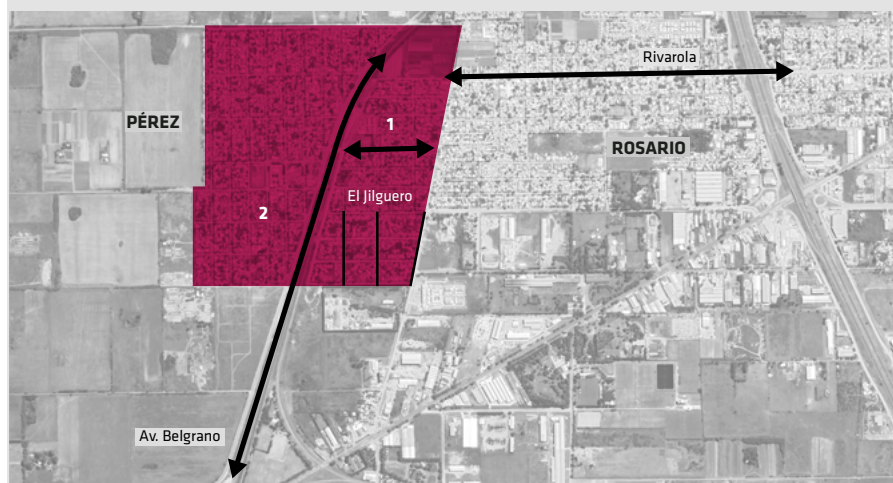 Rivarola
1
PÉREZ
ROSARIO
El Jilguero
2
Av. Belgrano